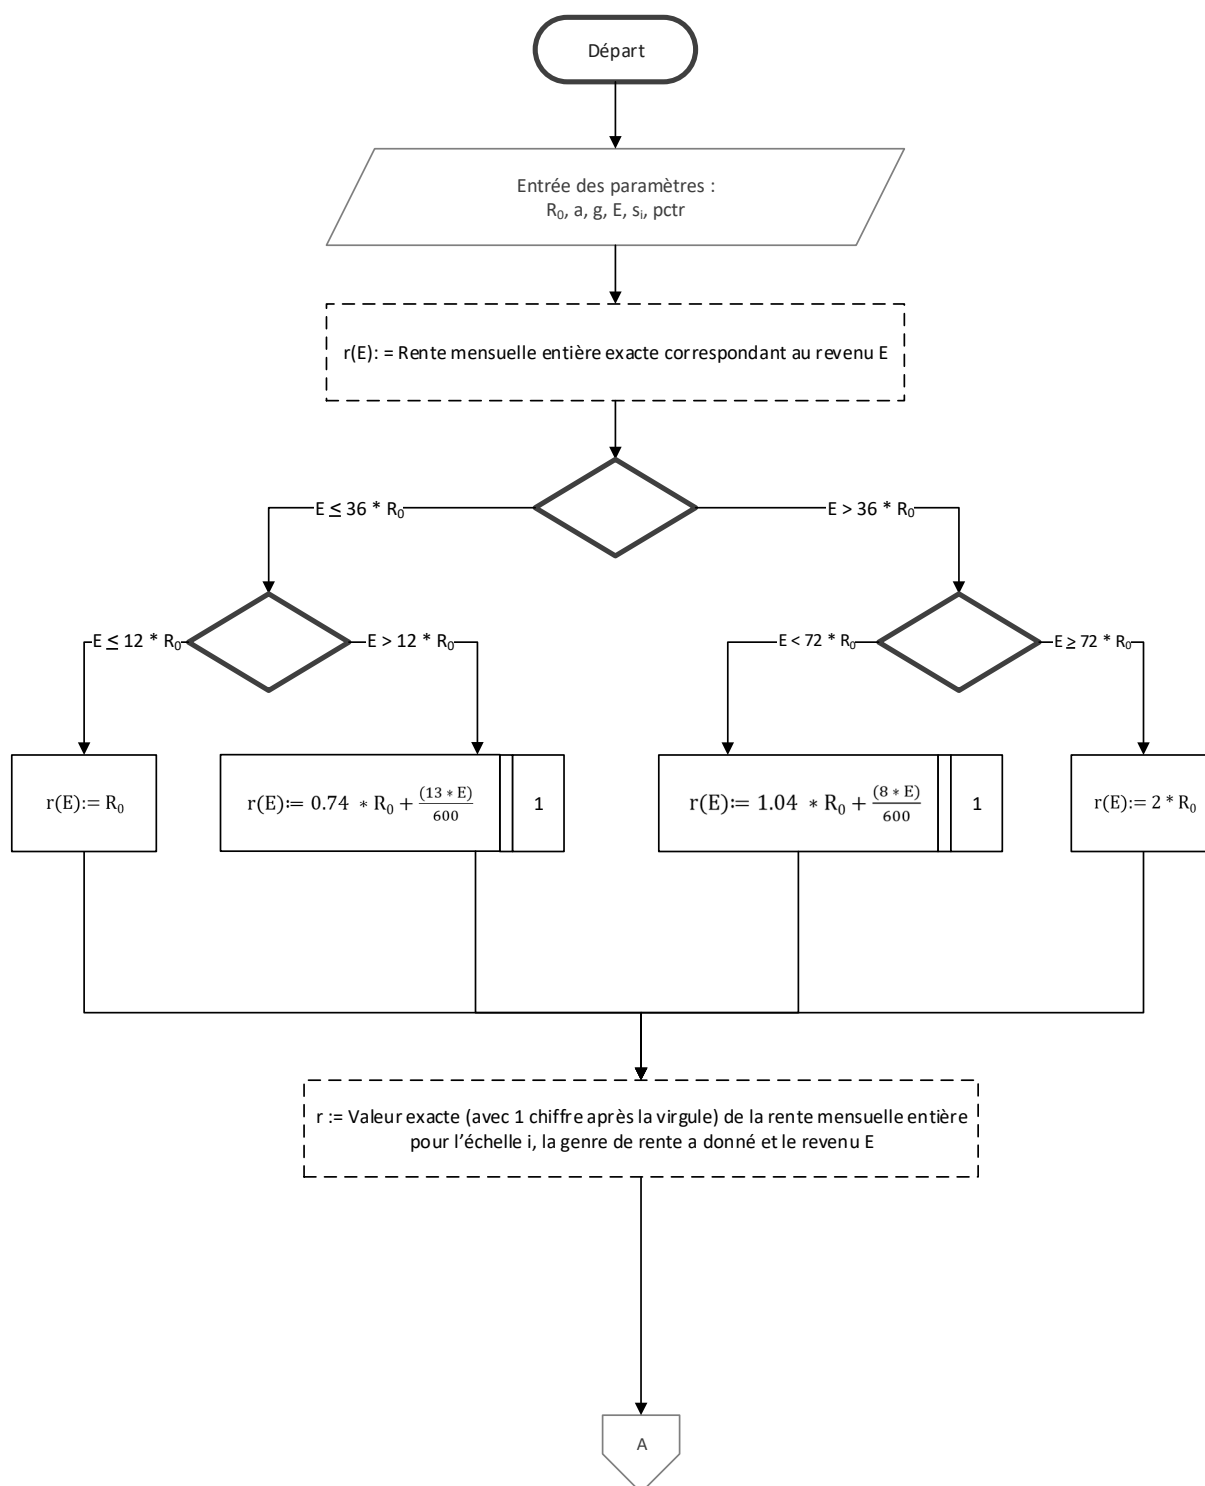 Départ
Entrée des paramètres :
R₀, a, g, E, sᵢ, pctr
r(E): = Rente mensuelle entière exacte correspondant au revenu E
E ≤ 36 * R₀
E > 36 * R₀
E ≤ 12 * R₀
E > 12 * R₀
E < 72 * R₀
E ≥ 72 * R₀
r(E):= R₀
r(E):= 0.74 * R₀ + (13 * E)/600
1
r(E):= 1.04 * R₀ + (8 * E)/600
1
r(E):= 2 * R₀
r := Valeur exacte (avec 1 chiffre après la virgule) de la rente mensuelle entière
pour l'échelle i, la genre de rente a donné et le revenu E
A